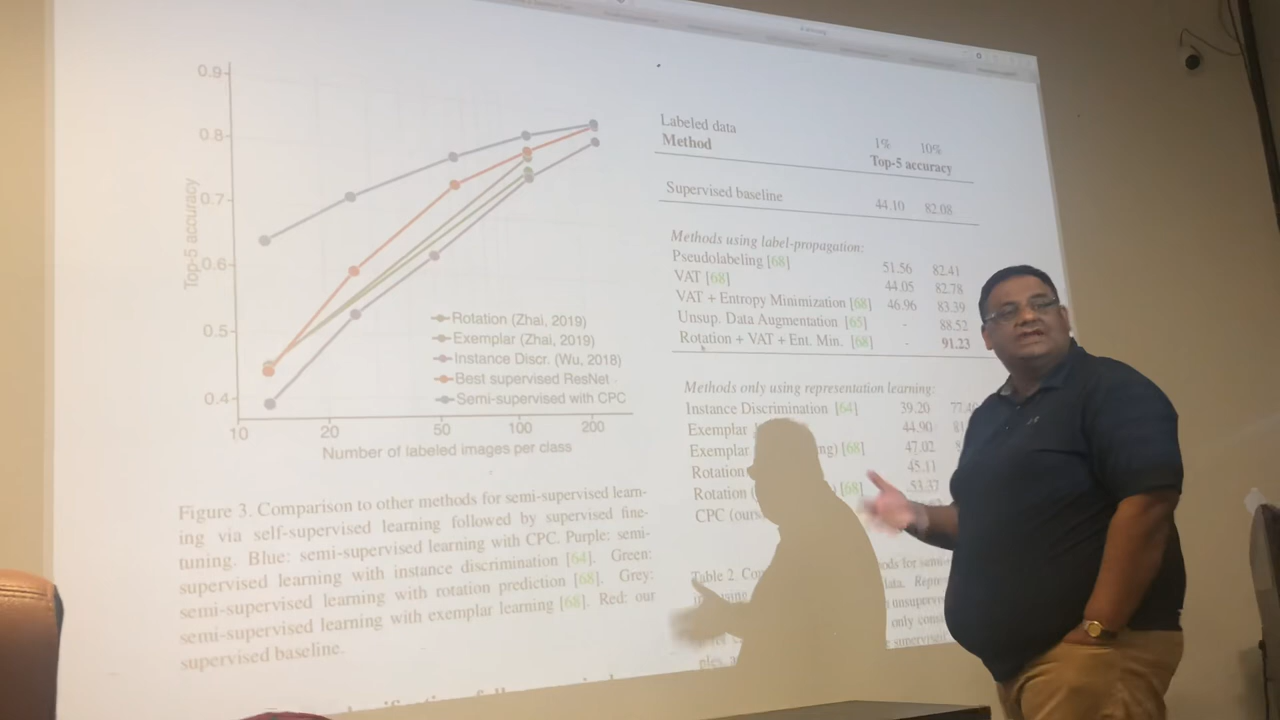 0.9
0.8
0.7
0.6
0.5
0.4
Top-5 accuracy
10 20 50 100 200
Number of labeled images per class
Rotation (Zhai, 2019)
Exemplar (Zhai, 2019)
Instance Discr. (Wu, 2018)
Best supervised ResNet
Semi-supervised with CPC
Figure 3. Comparison to other methods for semi-supervised learn-
ing via self-supervised learning followed by supervised fine-
tuning. Blue: semi-supervised learning with CPC. Purple: semi-
supervised learning with instance discrimination [64]. Green:
semi-supervised learning with rotation prediction [68]. Grey:
semi-supervised learning with exemplar learning [68]. Red: our
supervised baseline.
Labeled data 1% 10%
Method Top-5 accuracy
Supervised baseline 44.10 82.08
Methods using label-propagation:
Pseudolabeling [68] 51.56 82.41
VAT [68] 44.05 82.78
VAT + Entropy Minimization [68] 46.96 83.39
Unsup. Data Augmentation [65] - 88.52
Rotation + VAT + Ent. Min. [68] - 91.23
Methods only using representation learning:
Instance Discrimination [64] 39.20
Exemplar 44.90
Exemplar [68] 47.02
Rotation 45.11
Rotation [68] 53.37
CPC
Table 2.